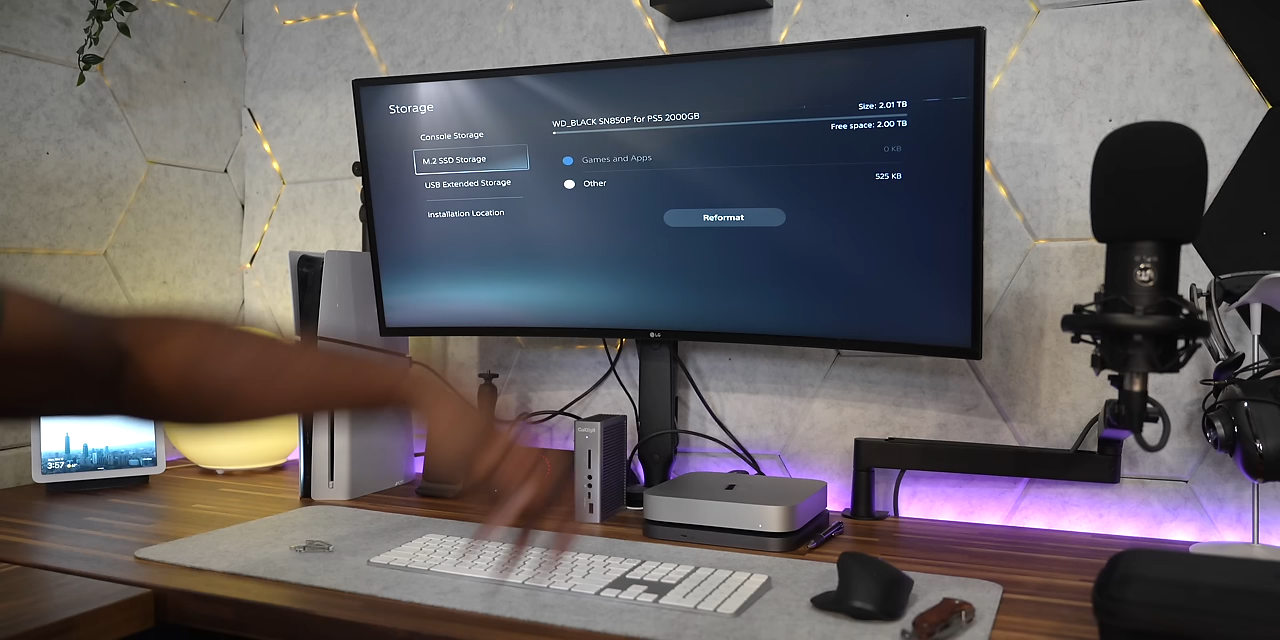 Storage
Console Storage
M.2 SSD Storage
USB Extended Storage
Installation Location
WD_BLACK SN850P for PS5 2000GB
Size: 2.01 TB
Free space: 2.00 TB
Games and Apps
0 KB
Other
525 KB
Reformat
LG
CalDigit
3:57